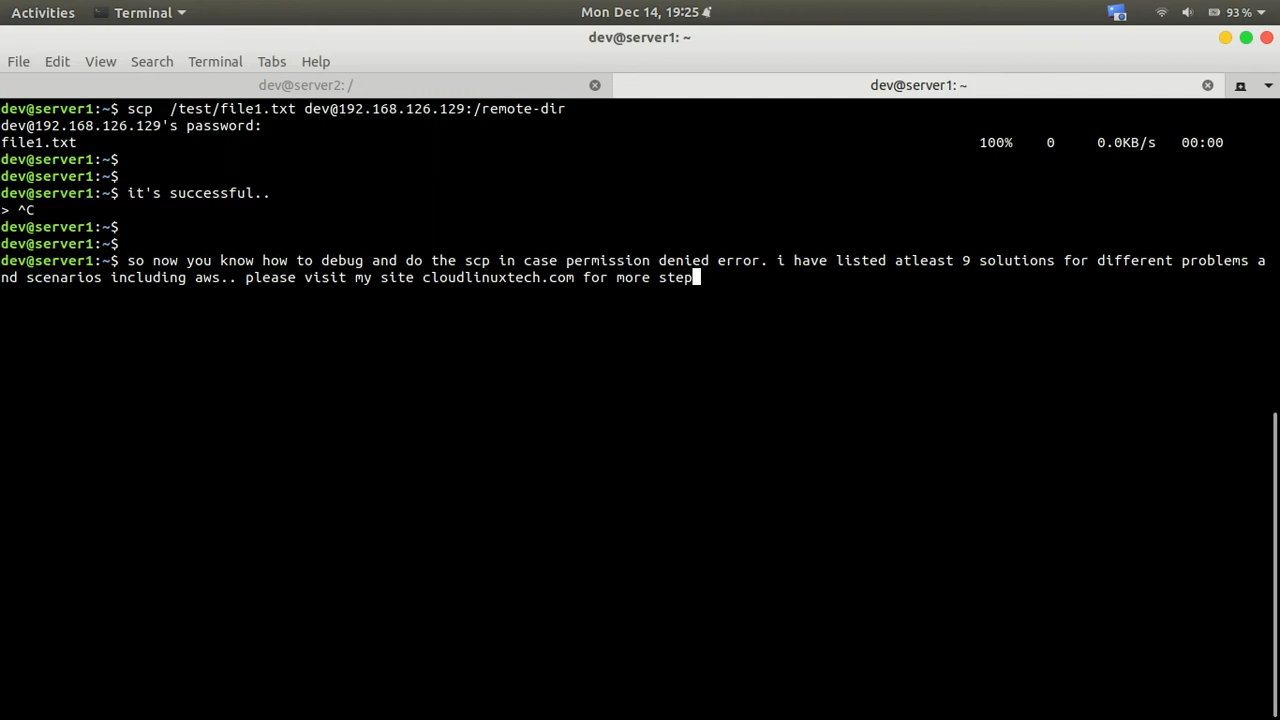 Activities Terminal Mon Dec 14, 19:25 93 %
dev@server1: ~
File Edit View Search Terminal Tabs Help
dev@server2: / dev@server1: ~
dev@server1:~$ scp  /test/file1.txt dev@192.168.126.129:/remote-dir
dev@192.168.126.129's password:
file1.txt 100% 0 0.0KB/s 00:00
dev@server1:~$
dev@server1:~$
dev@server1:~$ it's successful..
> ^C
dev@server1:~$
dev@server1:~$
dev@server1:~$ so now you know how to debug and do the scp in case permission denied error. i have listed atleast 9 solutions for different problems a
nd scenarios including aws.. please visit my site cloudlinuxtech.com for more step